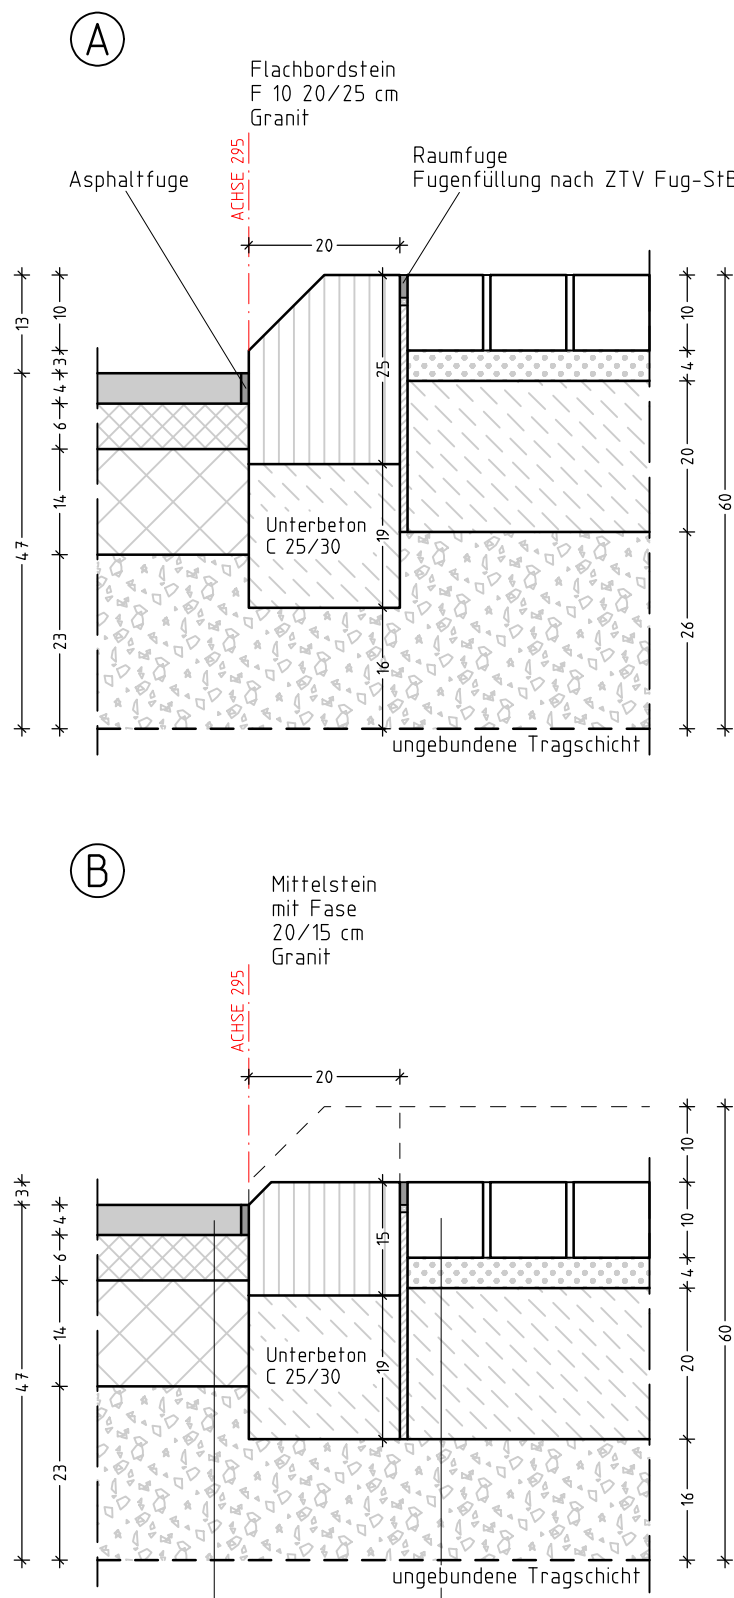 A
Flachbordstein
F 10 20/25 cm
Granit
ACHSE 295
Raumfuge
Fugenfüllung nach ZTV Fug-StB
Asphaltfuge
20
13
10
3
4
6
14
47
23
25
19
16
10
4
20
60
26
Unterbeton
C 25/30
ungebundene Tragschicht
B
Mittelstein
mit Fase
20/15 cm
Granit
ACHSE 295
20
3
4
6
14
47
23
15
19
10
10
4
20
60
16
Unterbeton
C 25/30
ungebundene Tragschicht